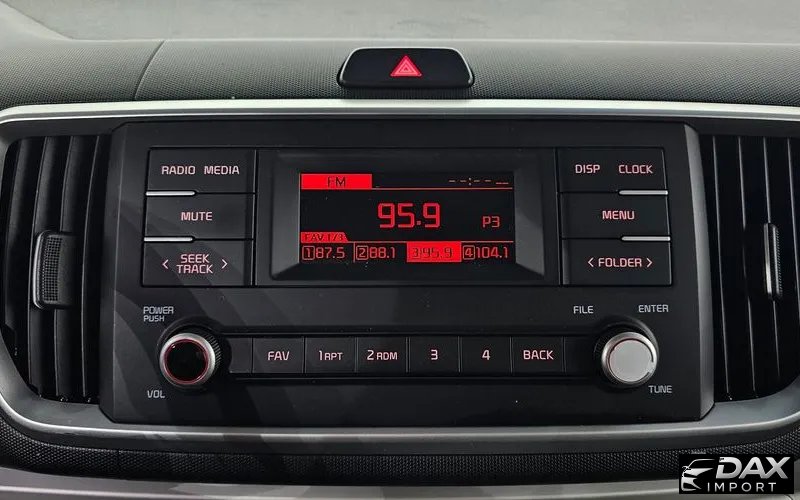 RADIO MEDIA
MUTE
SEEK
TRACK
FM
--:-- --
95.9
P3
FAV 1/3
1 87.5 2 88.1 3 95.9 4 104.1
DISP CLOCK
MENU
FOLDER
POWER
PUSH
VOL
FAV 1 RPT 2 RDM 3 4 BACK
FILE ENTER
TUNE
DAX
IMPORT